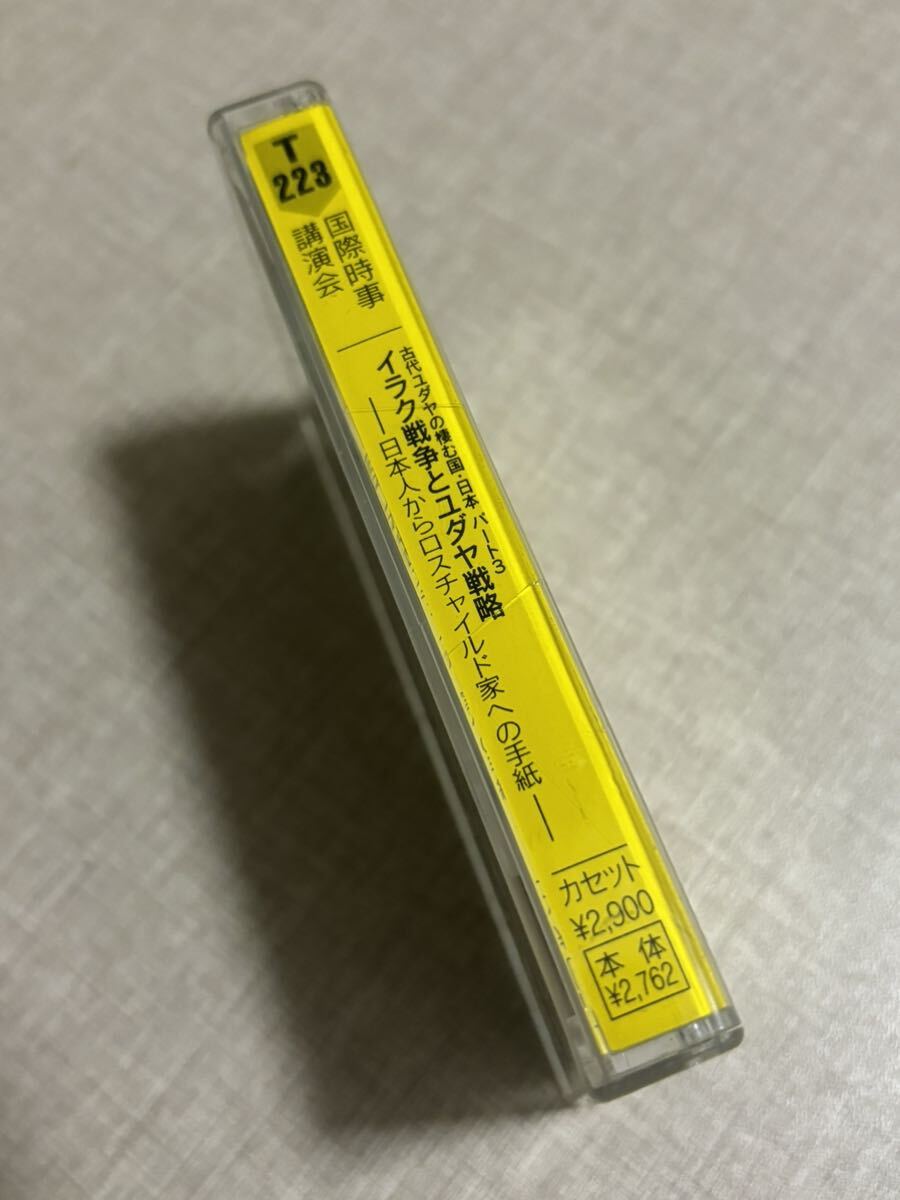 T
223
国際時事
講演会
古代ユダヤの棲む国・日本 パート3
イラク戦争とユダヤ戦略
―日本人からロスチャイルド家への手紙―
カセット
¥2,900
本体
¥2,762